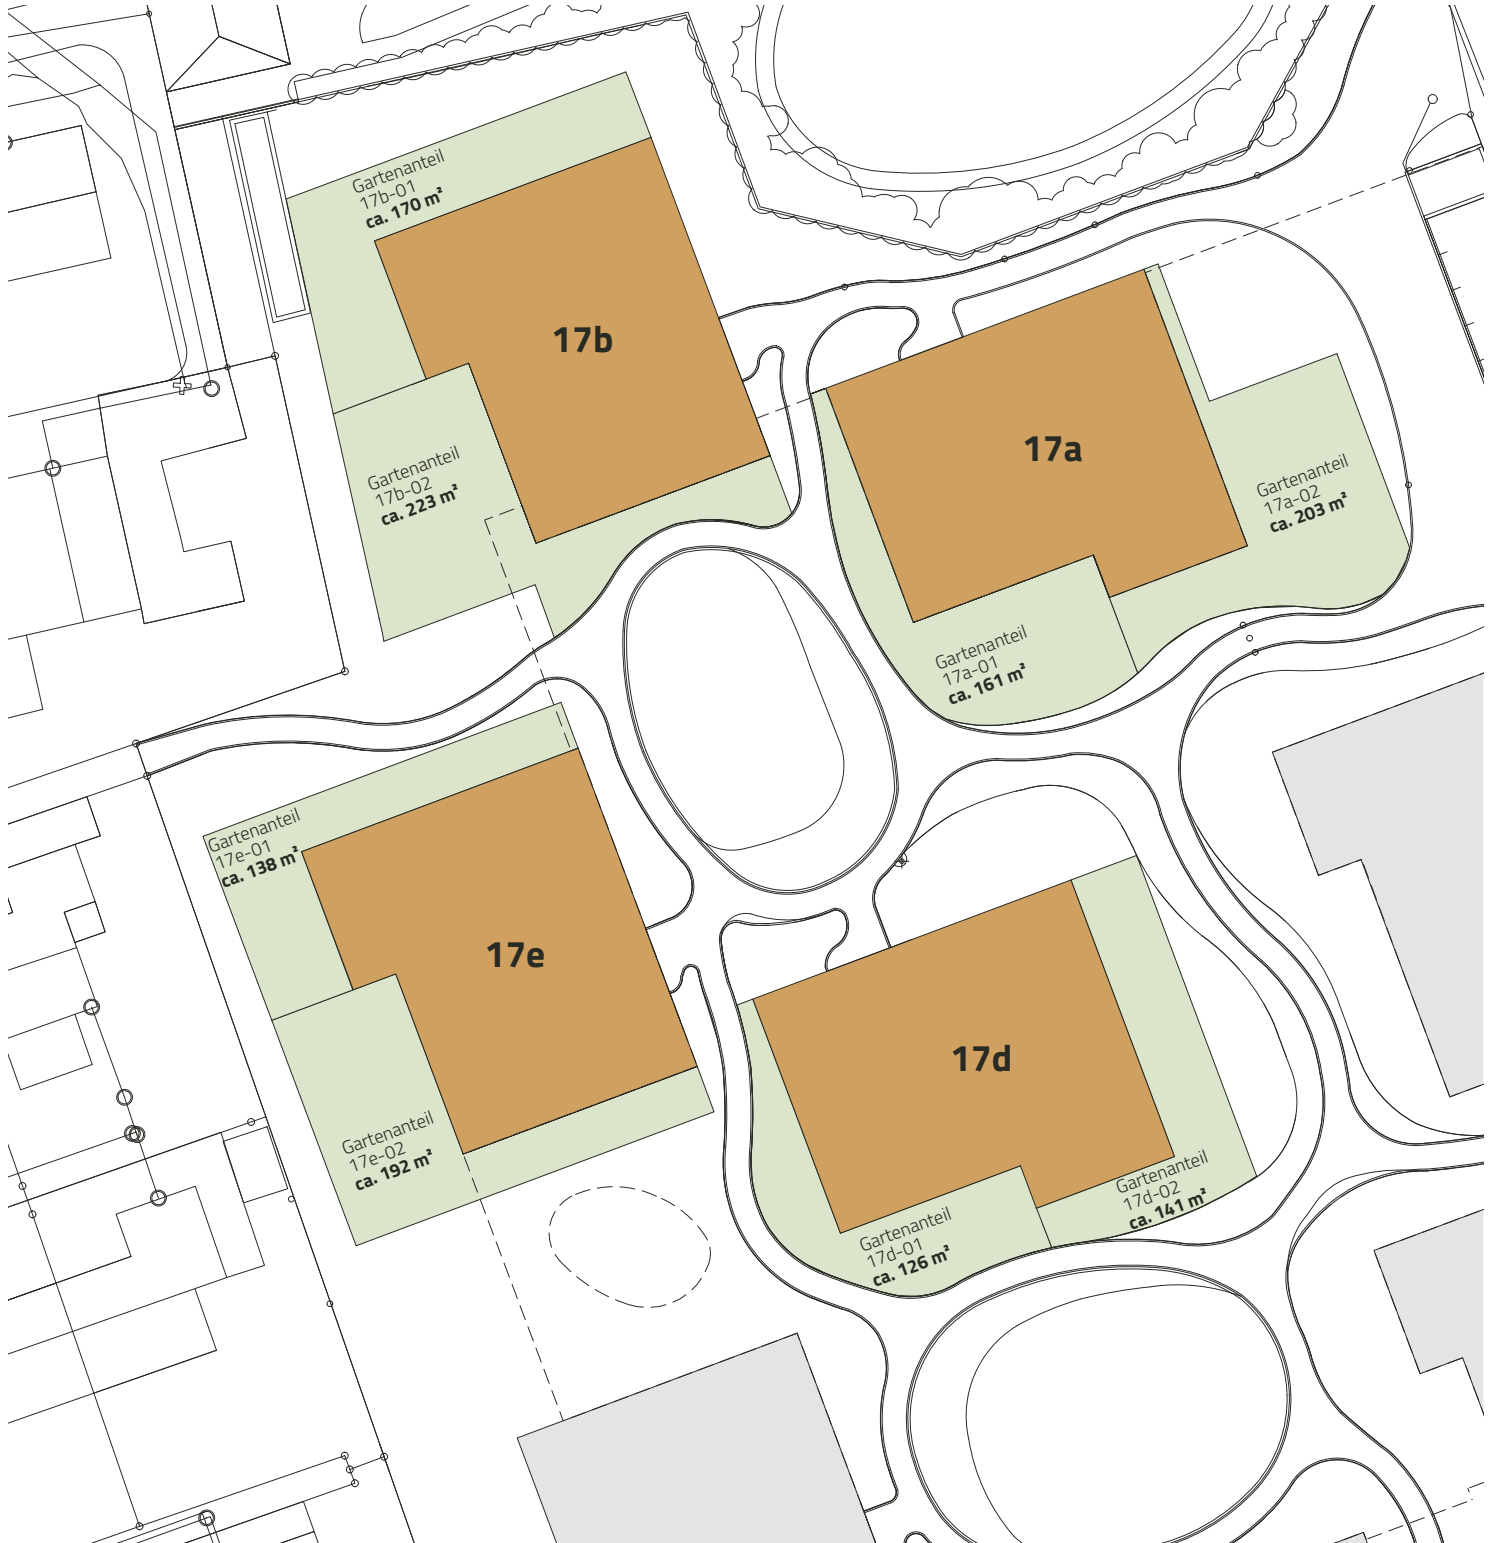 Gartenanteil
17b-01
ca. 170 m²
17b
Gartenanteil
17b-02
ca. 223 m²
17a
Gartenanteil
17a-02
ca. 203 m²
Gartenanteil
17a-01
ca. 161 m²
Gartenanteil
17e-01
ca. 138 m²
17e
Gartenanteil
17e-02
ca. 192 m²
17d
Gartenanteil
17d-02
ca. 141 m²
Gartenanteil
17d-01
ca. 126 m²